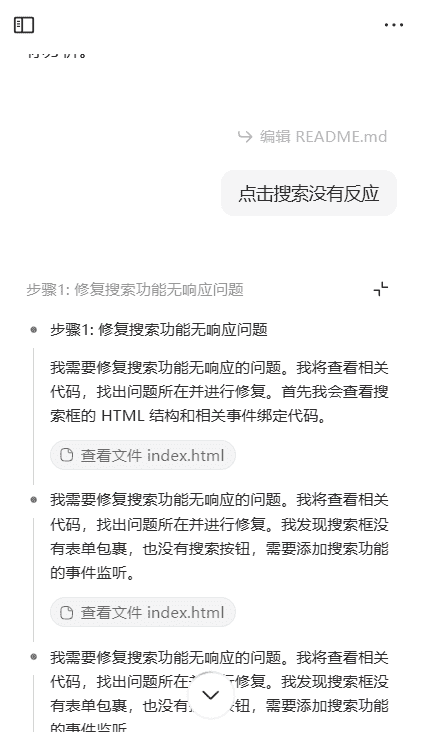 编辑 README.md
点击搜索没有反应
步骤1: 修复搜索功能无响应问题
步骤1: 修复搜索功能无响应问题
我需要修复搜索功能无响应的问题。我将查看相关
代码，找出问题所在并进行修复。首先我会查看搜
索框的 HTML 结构和相关事件绑定代码。
查看文件 index.html
我需要修复搜索功能无响应的问题。我将查看相关
代码，找出问题所在并进行修复。我发现搜索框没
有表单包裹，也没有搜索按钮，需要添加搜索功能
的事件监听。
查看文件 index.html
我需要修复搜索功能无响应的问题。我将查看相关
代码，找出问题所在并进行修复。我发现搜索框没
有表单包裹，也没有按钮，需要添加搜索功能
的事件监听